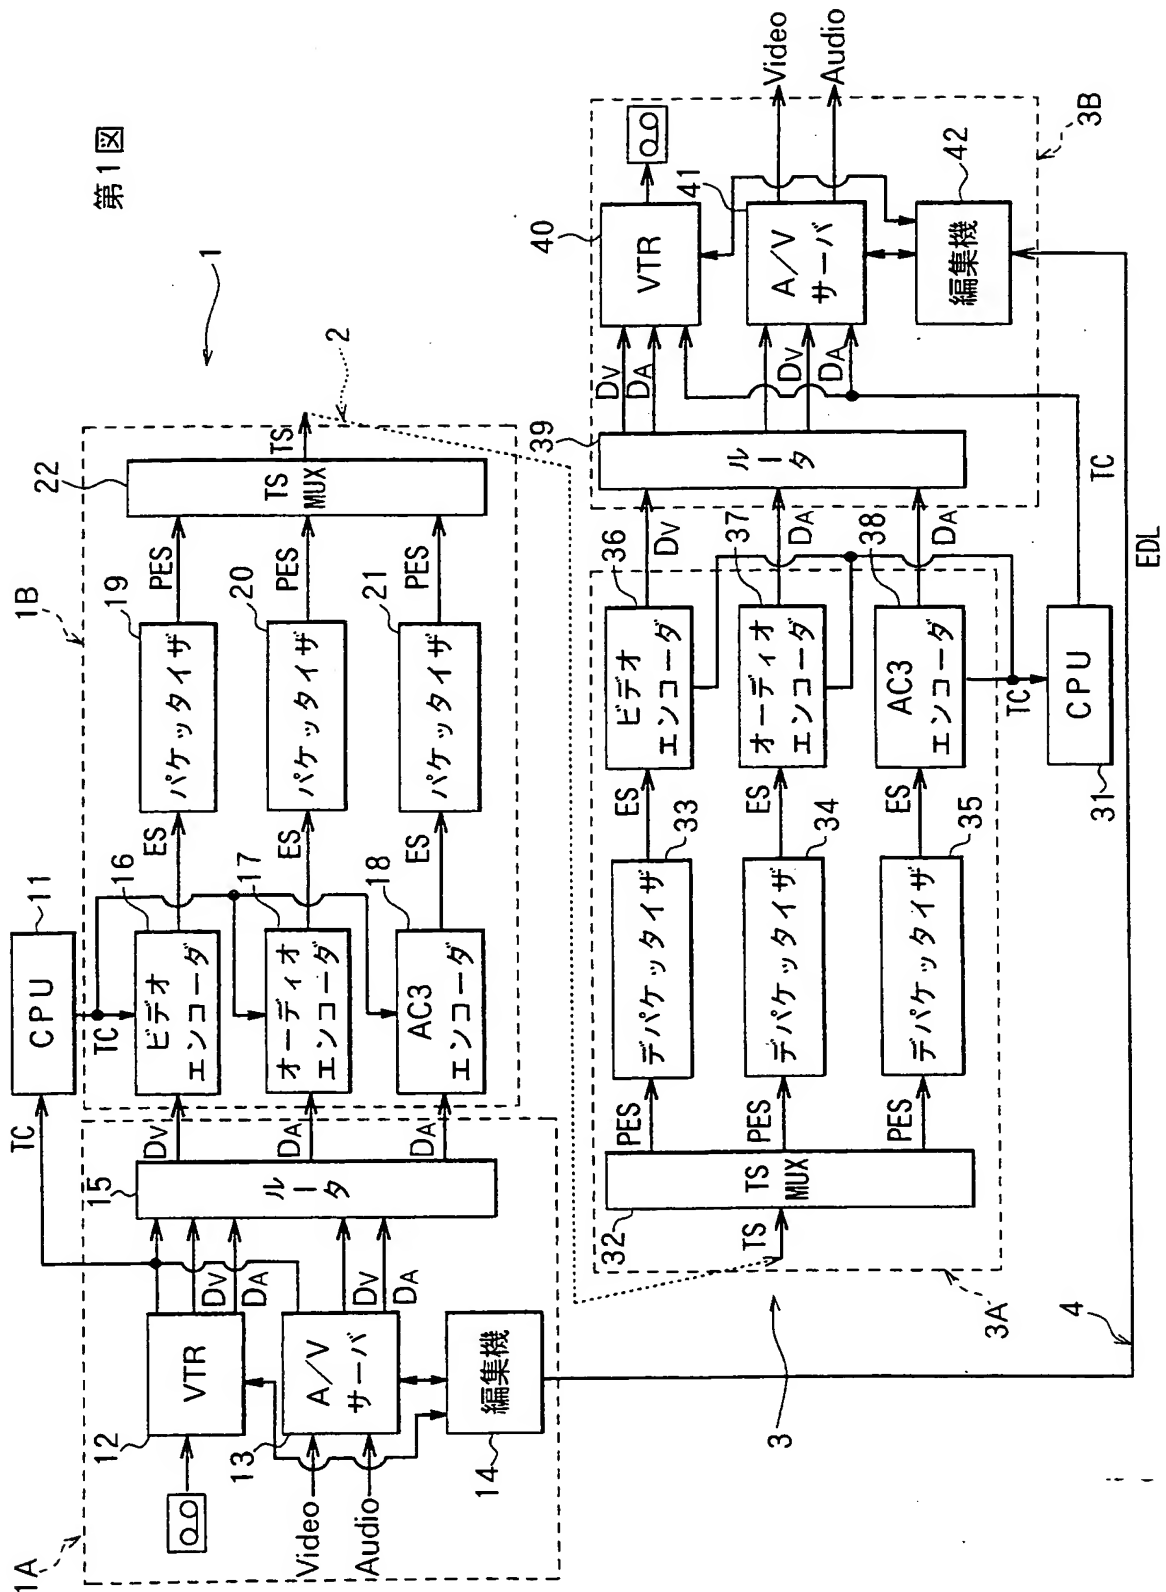 第1図
1
1A
12
VTR
Video
Audio
13
A/V
サーバ
14
編集機
DV
DA
DV
DA
TC
15
ルータ
DV
DA
DA
11
CPU
TC
1B
16
ビデオ
エンコーダ
17
オーディオ
エンコーダ
18
AC3
エンコーダ
ES
ES
ES
19
パケッタイザ
20
パケッタイザ
21
パケッタイザ
PES
PES
PES
22
TS
MUX
TS
2
3
3A
TS
32
TS
MUX
PES
PES
PES
デパケッタイザ
33
デパケッタイザ
34
デパケッタイザ
35
ES
ES
ES
ビデオ
エンコーダ
36
オーディオ
エンコーダ
37
AC3
エンコーダ
38
DV
DA
DA
TC
31
CPU
TC
39
ルータ
DV
DA
DV
DA
40
VTR
41
A/V
サーバ
42
編集機
Video
Audio
3B
4
EDL